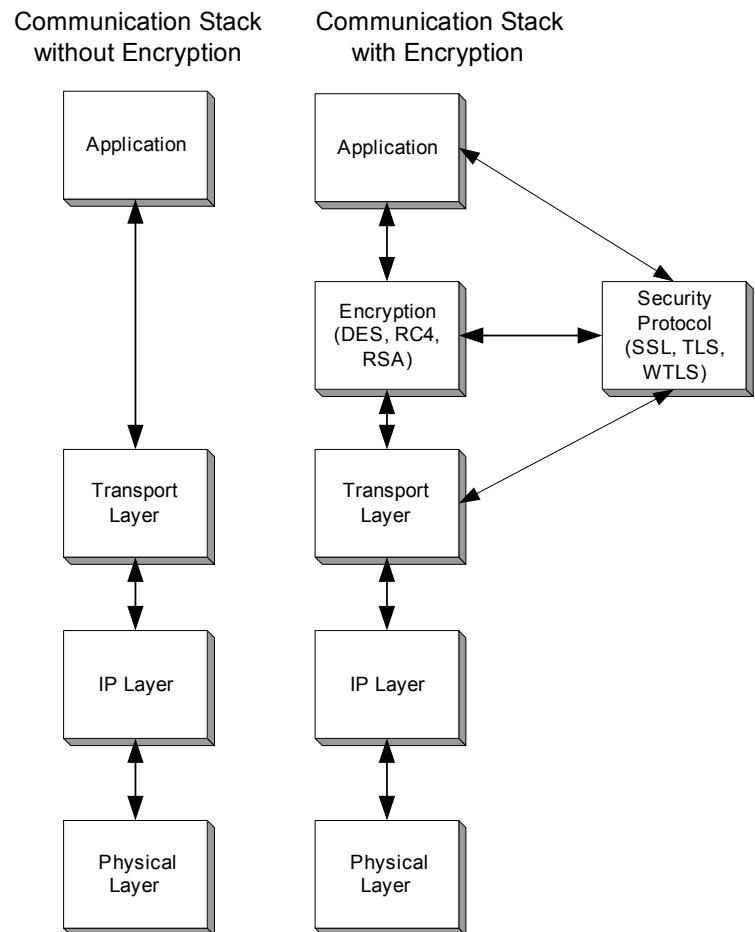 Communication Stack
without Encryption
Communication Stack
with Encryption
Application
Application
Encryption
(DES, RC4,
RSA)
Security
Protocol
(SSL, TLS,
WTLS)
Transport
Layer
Transport
Layer
IP Layer
IP Layer
Physical
Layer
Physical
Layer